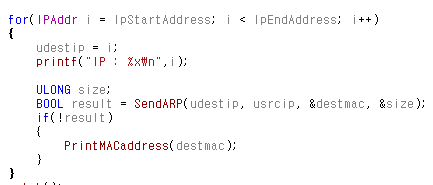 for(IPAddr i = IpStartAddress; i < IpEndAddress; i++)
{
udestip = i;
printf("IP : %x₩n",i);
ULONG size;
BOOL result = SendARP(udestip, usrcip, &destmac, &size);
if(!result)
{
PrintMACaddress(destmac);
}
}